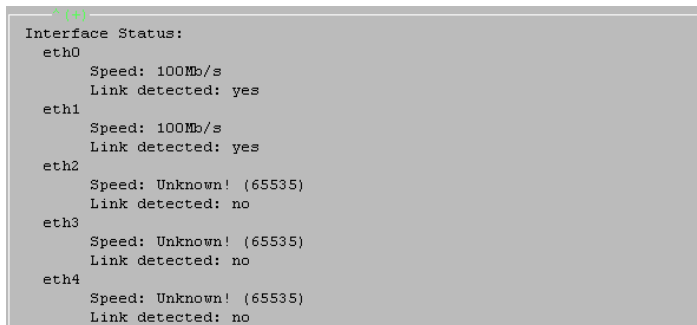 ^(+)
Interface Status:
eth0
Speed: 100Mb/s
Link detected: yes
eth1
Speed: 100Mb/s
Link detected: yes
eth2
Speed: Unknown! (65535)
Link detected: no
eth3
Speed: Unknown! (65535)
Link detected: no
eth4
Speed: Unknown! (65535)
Link detected: no